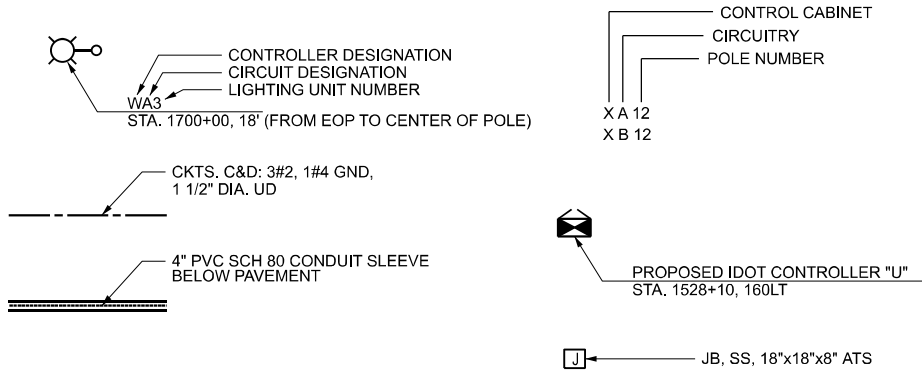 CONTROLLER DESIGNATION
CIRCUIT DESIGNATION
LIGHTING UNIT NUMBER
WA3
STA. 1700+00, 18' (FROM EOP TO CENTER OF POLE)
CKTS. C&D: 3#2, 1#4 GND,
1 1/2" DIA. UD
4" PVC SCH 80 CONDUIT SLEEVE
BELOW PAVEMENT
CONTROL CABINET
CIRCUITRY
POLE NUMBER
X A 12
X B 12
PROPOSED IDOT CONTROLLER "U"
STA. 1528+10, 160LT
J
JB, SS, 18"x18"x8" ATS